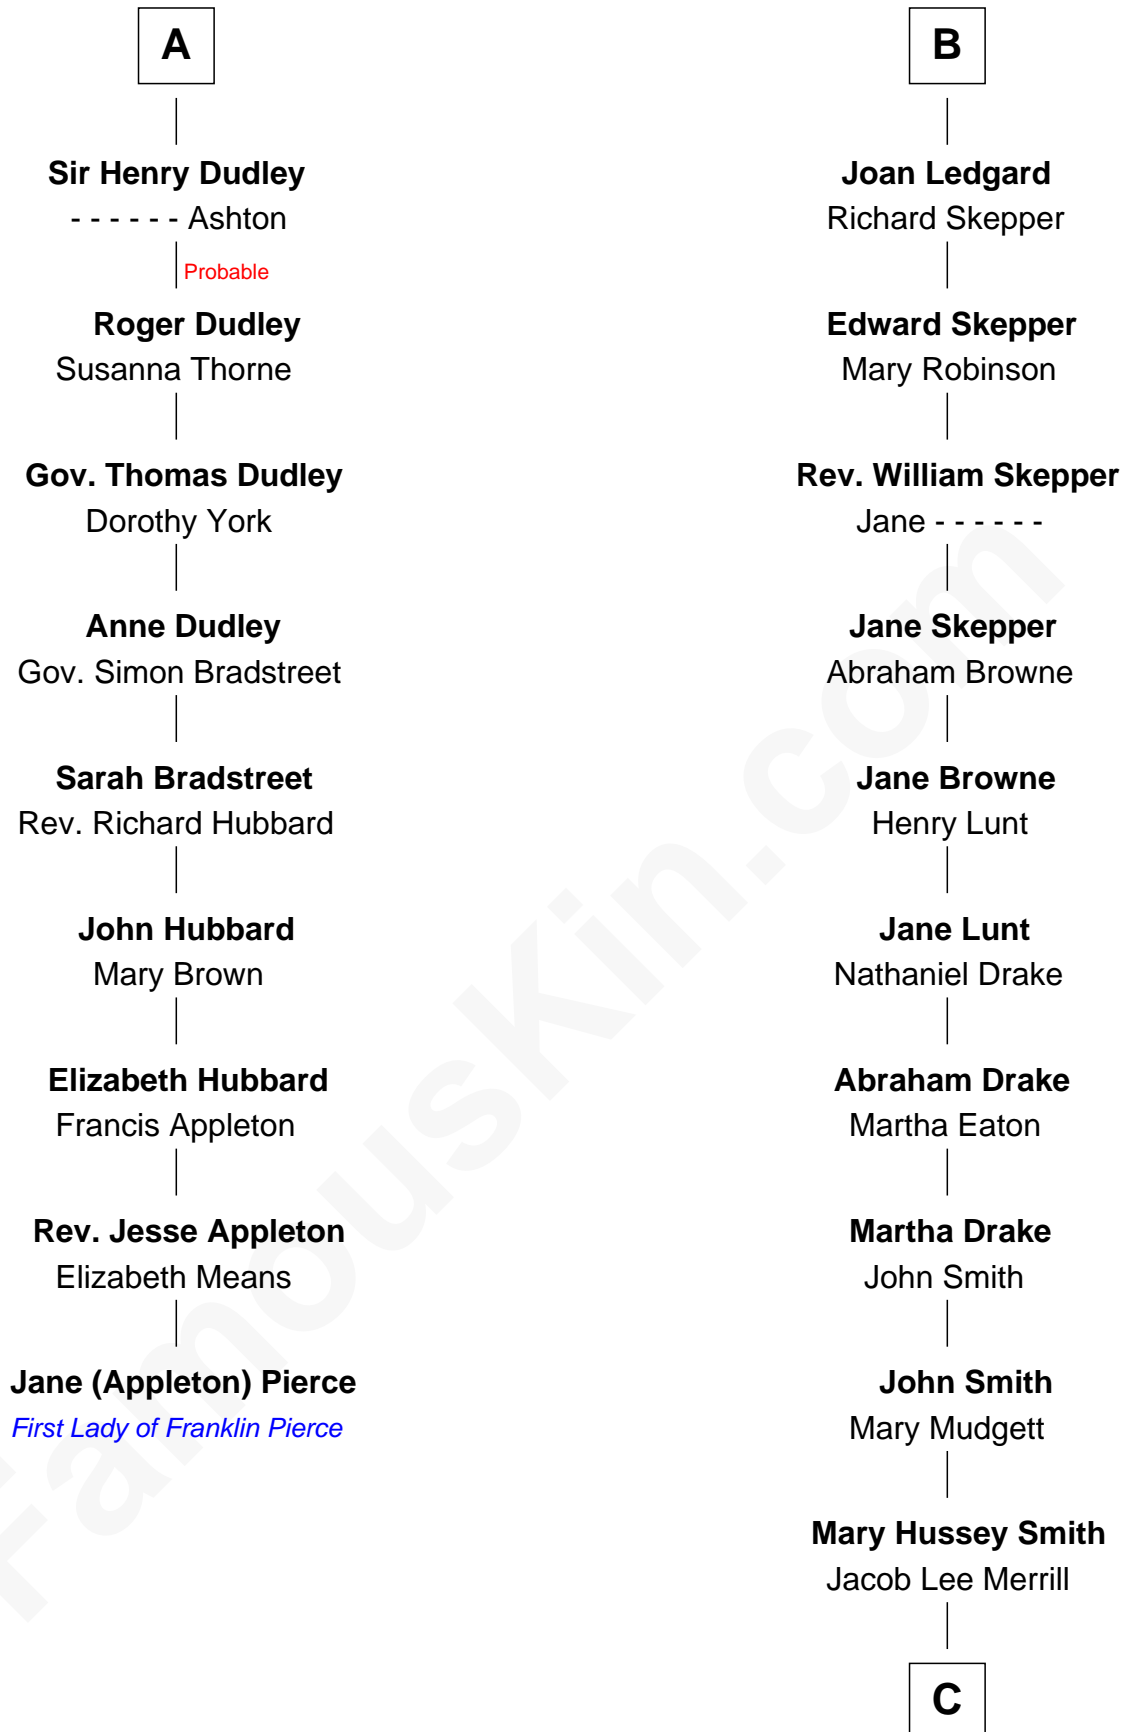 A
Sir Henry Dudley
- - - - - - Ashton
Probable
Roger Dudley
Susanna Thorne
Gov. Thomas Dudley
Dorothy York
Anne Dudley
Gov. Simon Bradstreet
Sarah Bradstreet
Rev. Richard Hubbard
John Hubbard
Mary Brown
Elizabeth Hubbard
Francis Appleton
Rev. Jesse Appleton
Elizabeth Means
Jane (Appleton) Pierce
First Lady of Franklin Pierce
B
Joan Ledgard
Richard Skepper
Edward Skepper
Mary Robinson
Rev. William Skepper
Jane - - - - - -
Jane Skepper
Abraham Browne
Jane Browne
Henry Lunt
Jane Lunt
Nathaniel Drake
Abraham Drake
Martha Eaton
Martha Drake
John Smith
John Smith
Mary Mudgett
Mary Hussey Smith
Jacob Lee Merrill
C
FamousKin.com